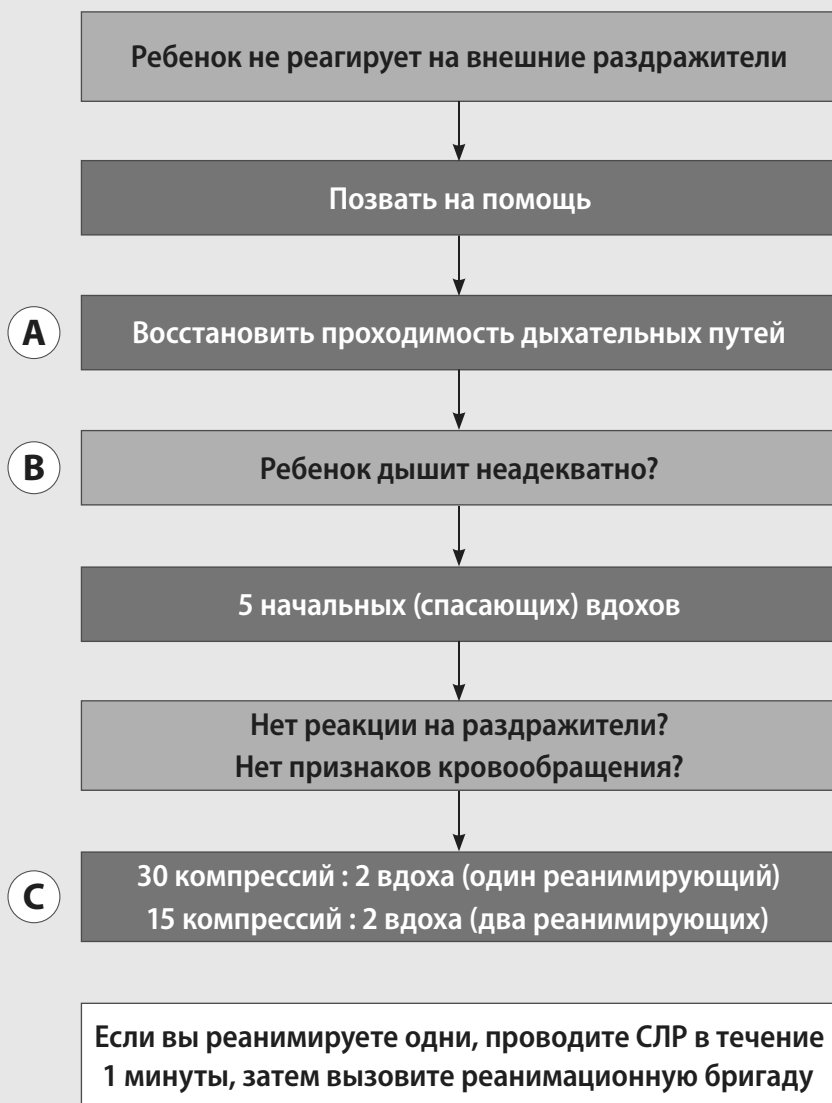 Ребенок не реагирует на внешние раздражители
Позвать на помощь
A
Восстановить проходимость дыхательных путей
B
Ребенок дышит неадекватно?
5 начальных (спасающих) вдохов
Нет реакции на раздражители?
Нет признаков кровообращения?
C
30 компрессий : 2 вдоха (один реанимирующий)
15 компрессий : 2 вдоха (два реанимирующих)
Если вы реанимируете одни, проводите СЛР в течение
1 минуты, затем вызовите реанимационную бригаду